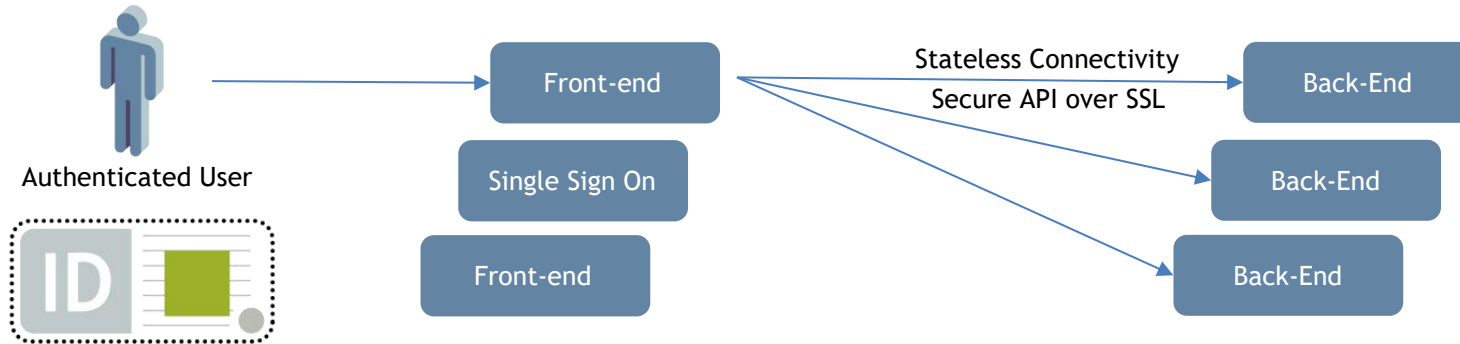 Authenticated User
ID
Front-end
Single Sign On
Front-end
Stateless Connectivity
Secure API over SSL
Back-End
Back-End
Back-End